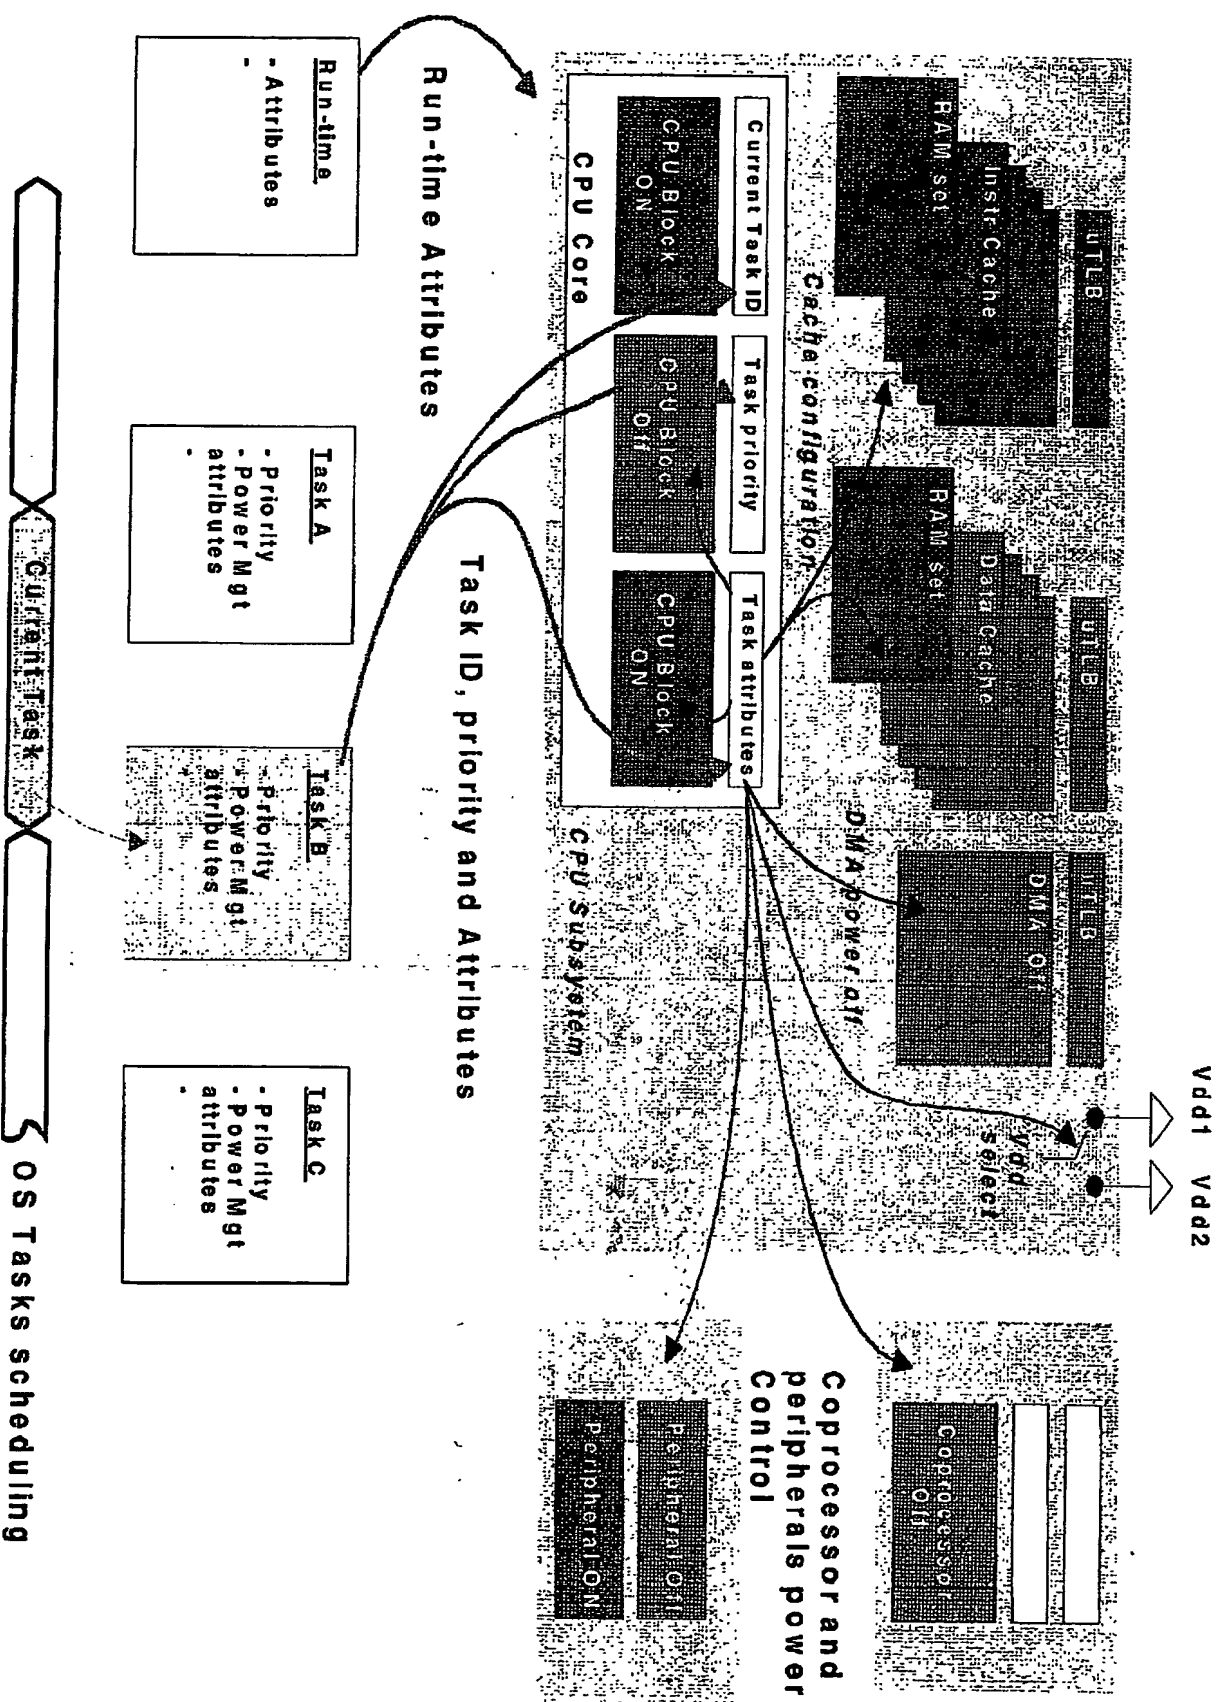 Vdd1 Vdd2
uTLB
Instr Cache
RAM set
uTLB
Data Cache
RAM set
uTLB
DMA Off
Vdd
select
Cache configuration
DMA power off
Current Task ID
Task priority
Task attributes
CPU Block
ON
CPU Block
Off
CPU Block
ON
CPU Core
CPU Subsystem
Coprocessor
Off
Coprocessor and
peripherals power
Control
Peripheral Off
Peripheral ON
Run-time Attributes
Task ID, priority and Attributes
Run-time
- Attributes
-
Task A
- Priority
- Power Mgt
attributes
-
Task B
- Priority
- Power Mgt
attributes
-
Task C
- Priority
- Power Mgt
attributes
-
Current Task
OS Tasks scheduling